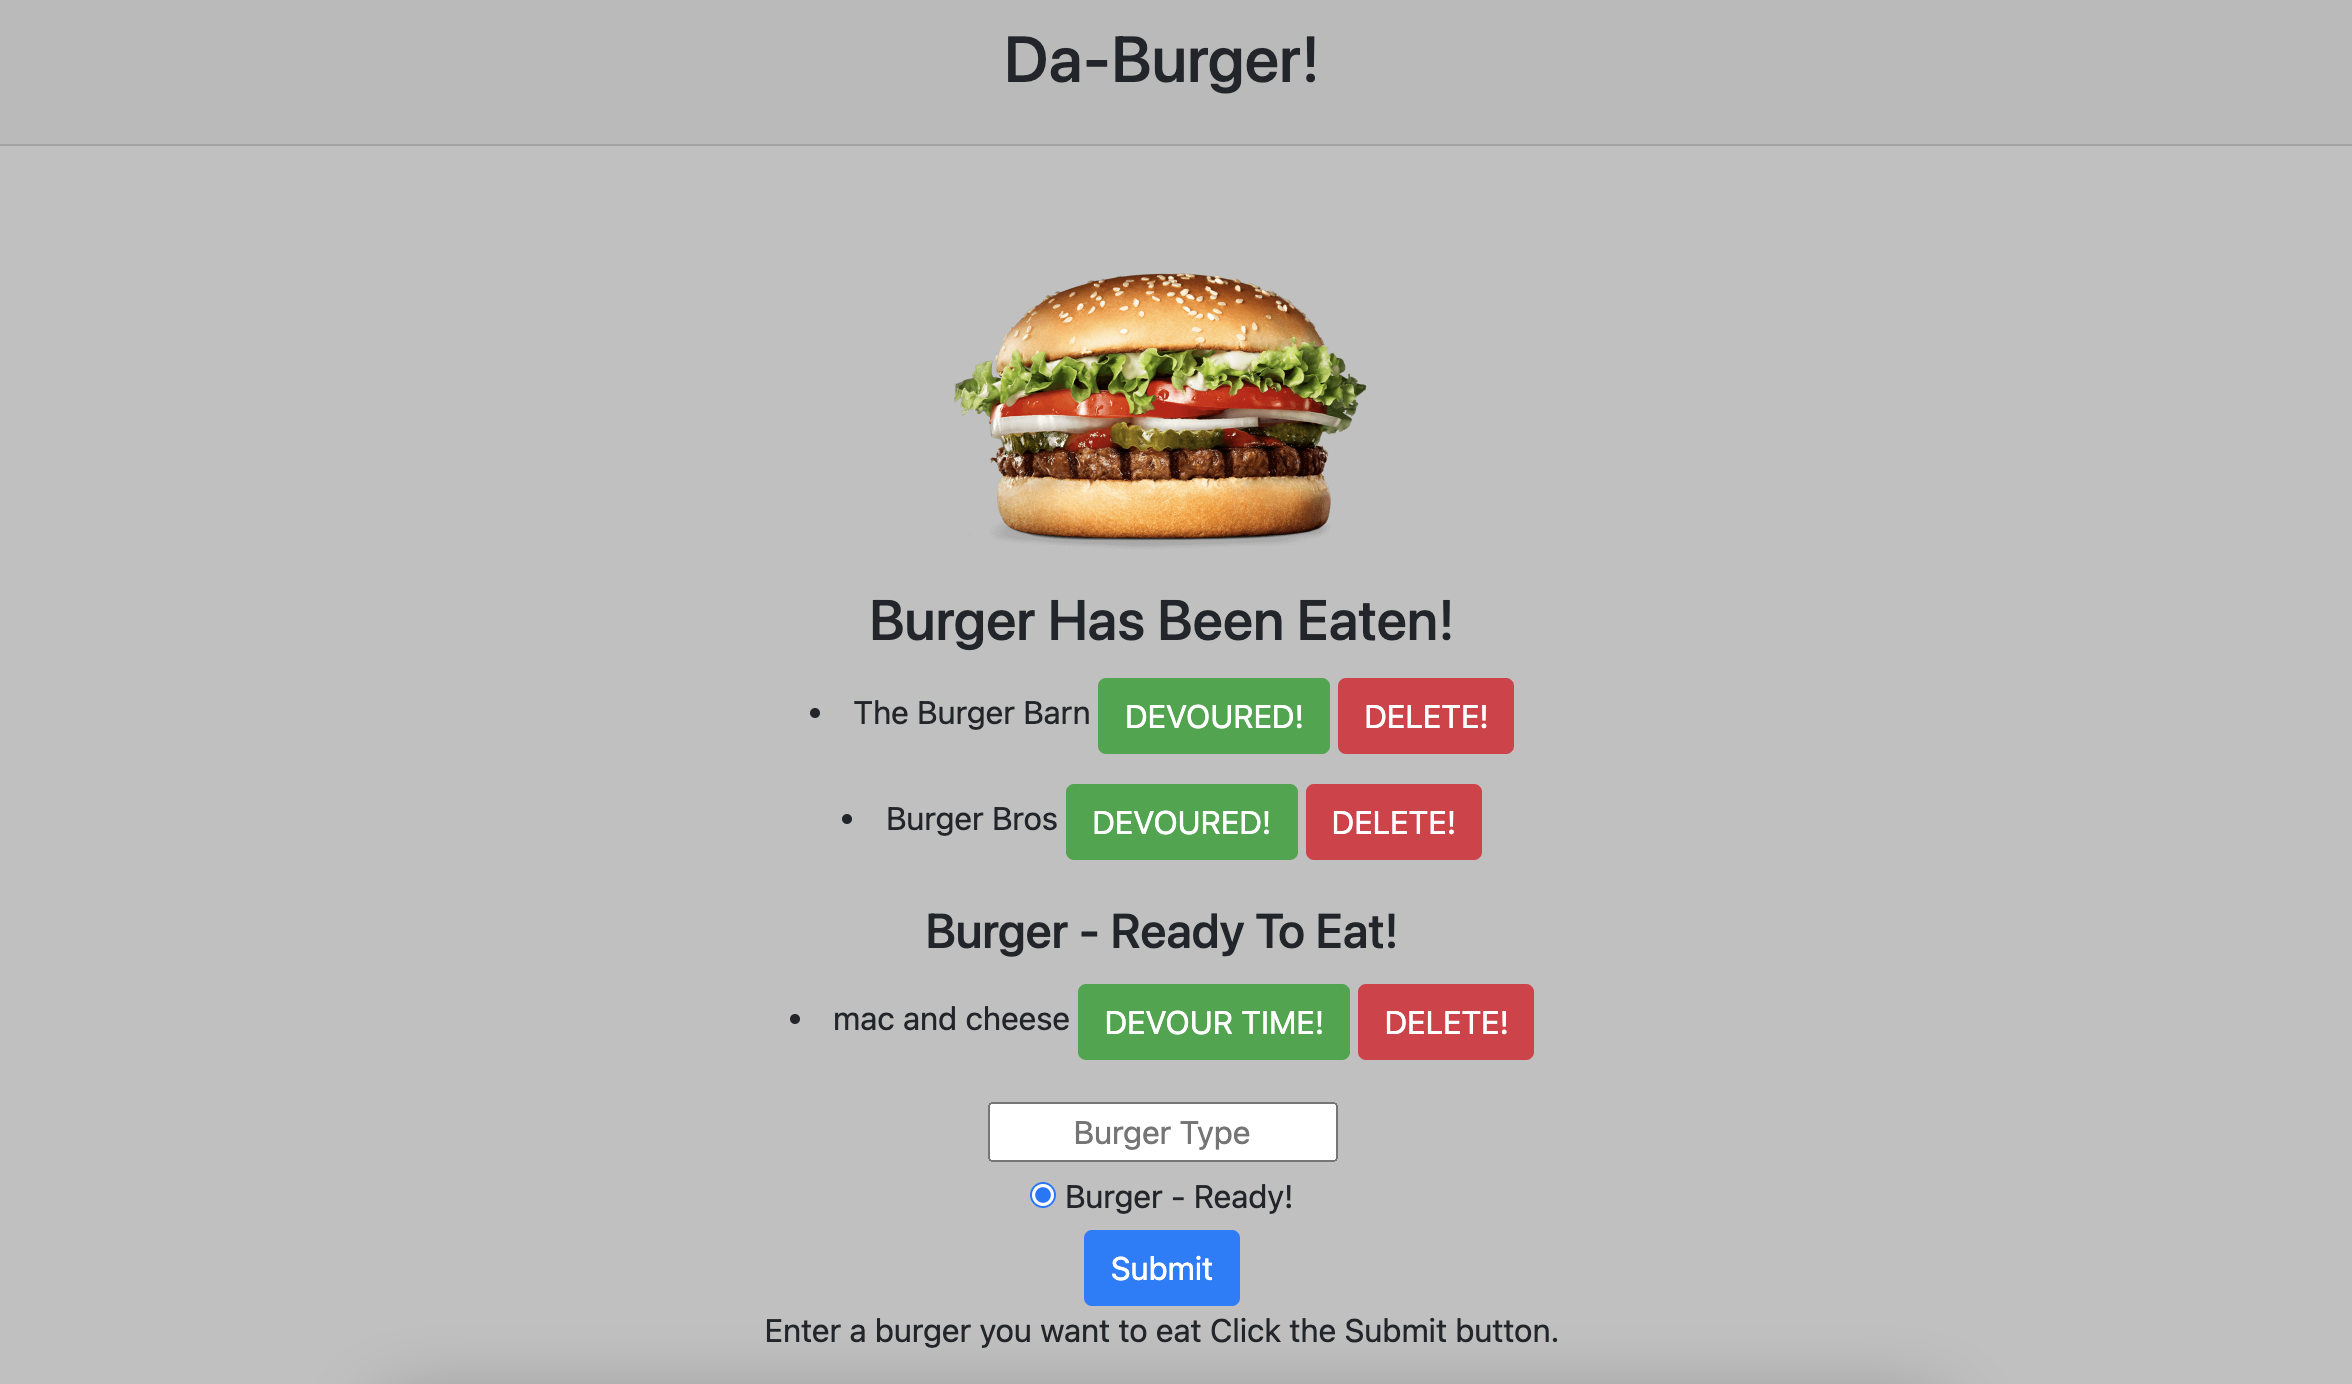 Da-Burger!
Burger Has Been Eaten!
• The Burger Barn DEVOURED! DELETE!
• Burger Bros DEVOURED! DELETE!
Burger - Ready To Eat!
• mac and cheese DEVOUR TIME! DELETE!
Burger Type
Burger - Ready!
Submit
Enter a burger you want to eat Click the Submit button.